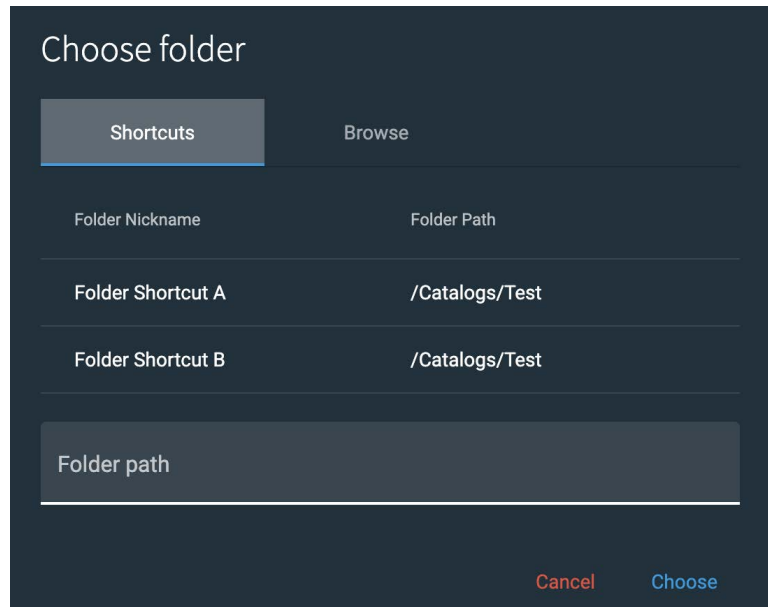 Choose folder
Shortcuts Browse
Folder Nickname Folder Path
Folder Shortcut A /Catalogs/Test
Folder Shortcut B /Catalogs/Test
Folder path
Cancel Choose